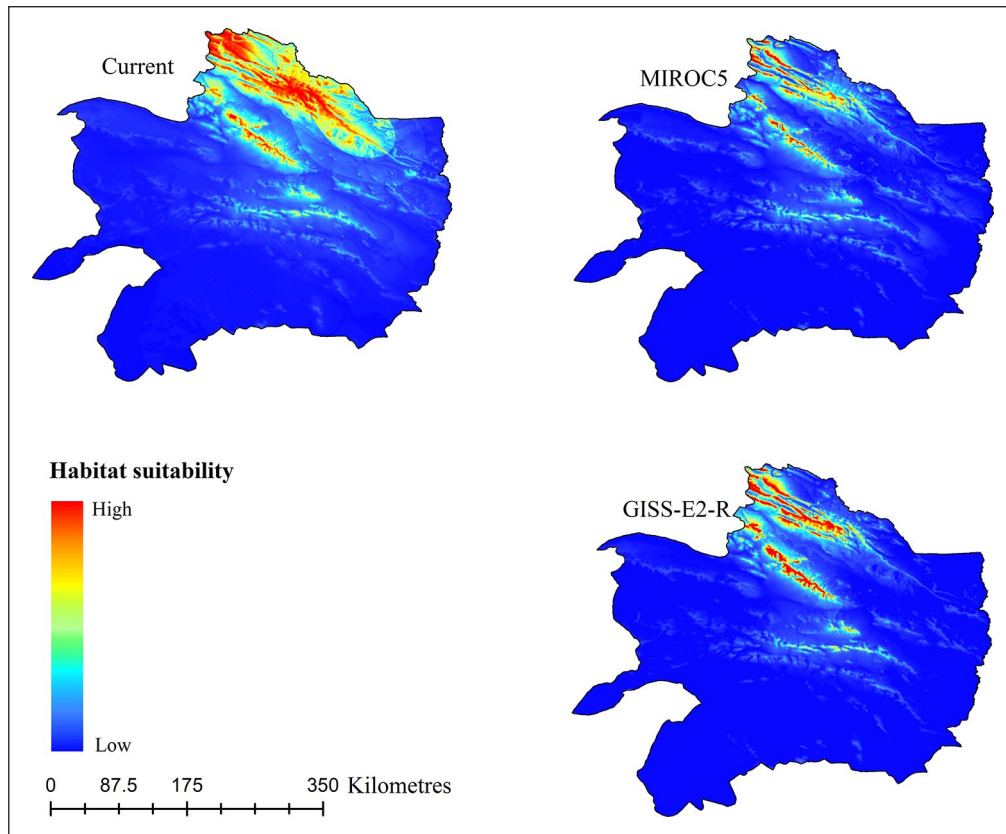 Current
MIROC5
GISS-E2-R
Habitat suitability
High
Low
0 87.5 175 350 Kilometres